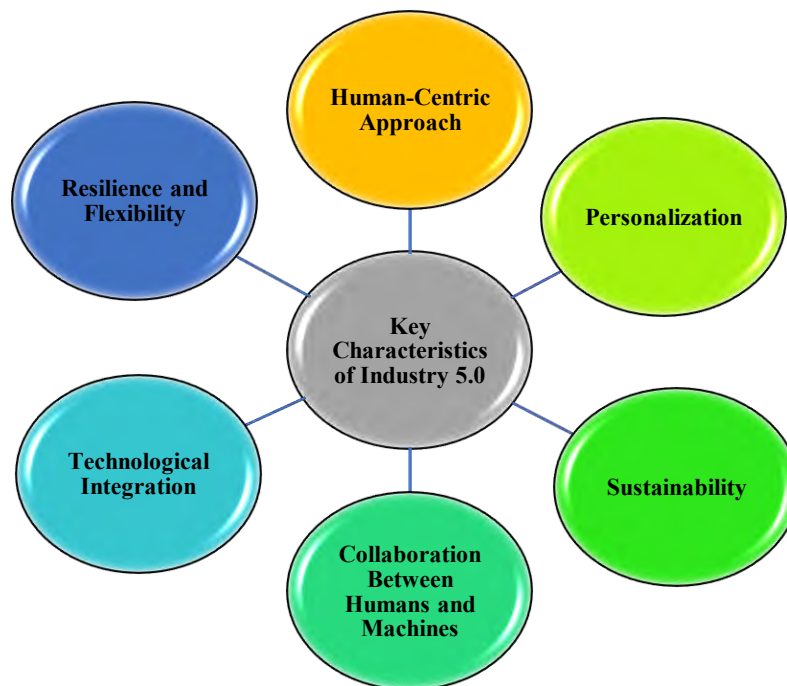 Human-Centric
Approach
Resilience and
Flexibility
Personalization
Key
Characteristics
of Industry 5.0
Technological
Integration
Sustainability
Collaboration
Between
Humans and
Machines